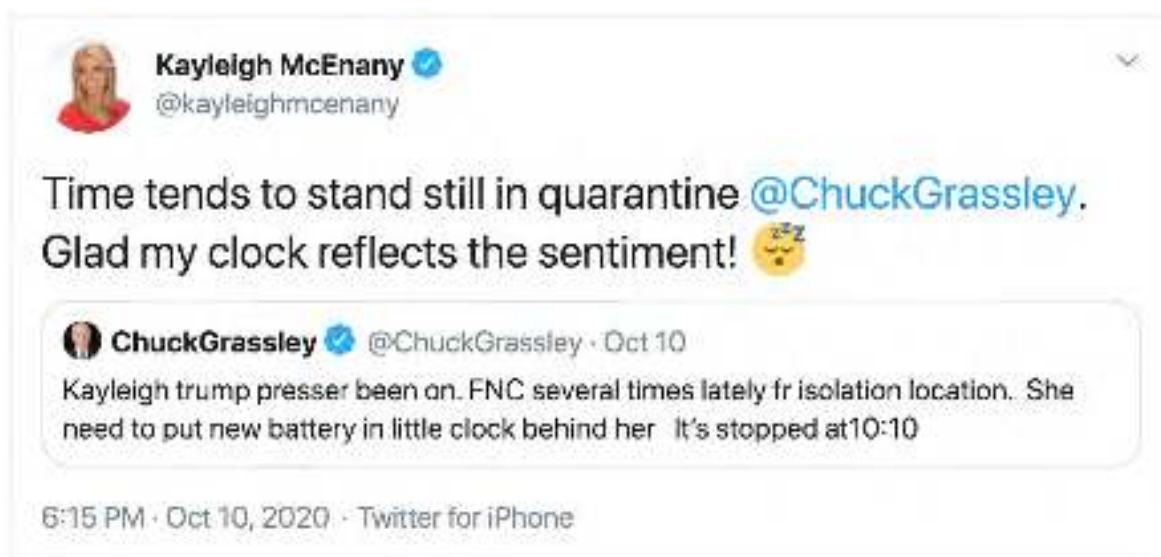 Kayleigh McEnany
@kayleighmcenany
Time tends to stand still in quarantine @ChuckGrassley.
Glad my clock reflects the sentiment!
ChuckGrassley @ChuckGrassley · Oct 10
Kayleigh trump presser been on. FNC several times lately fr isolation location. She
need to put new battery in little clock behind her It's stopped at10:10
6:15 PM · Oct 10, 2020 · Twitter for iPhone